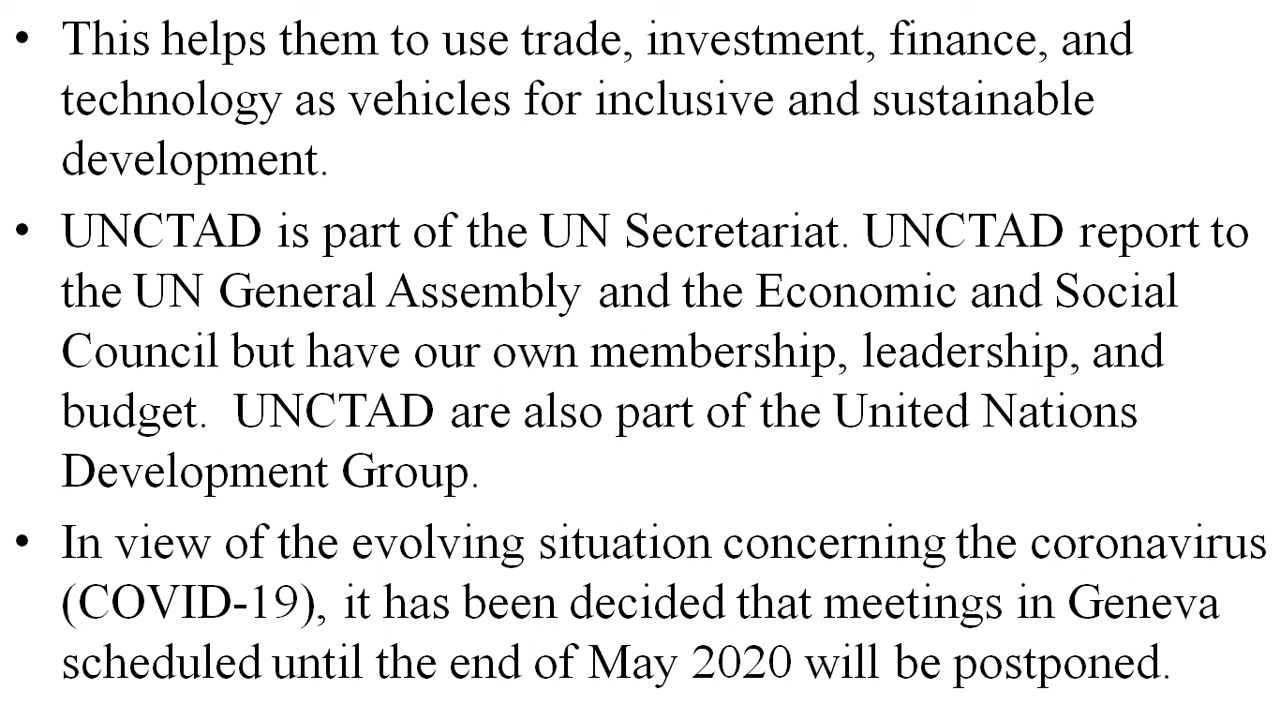 • This helps them to use trade, investment, finance, and
technology as vehicles for inclusive and sustainable
development.
• UNCTAD is part of the UN Secretariat. UNCTAD report to
the UN General Assembly and the Economic and Social
Council but have our own membership, leadership, and
budget.  UNCTAD are also part of the United Nations
Development Group.
• In view of the evolving situation concerning the coronavirus
(COVID-19), it has been decided that meetings in Geneva
scheduled until the end of May 2020 will be postponed.